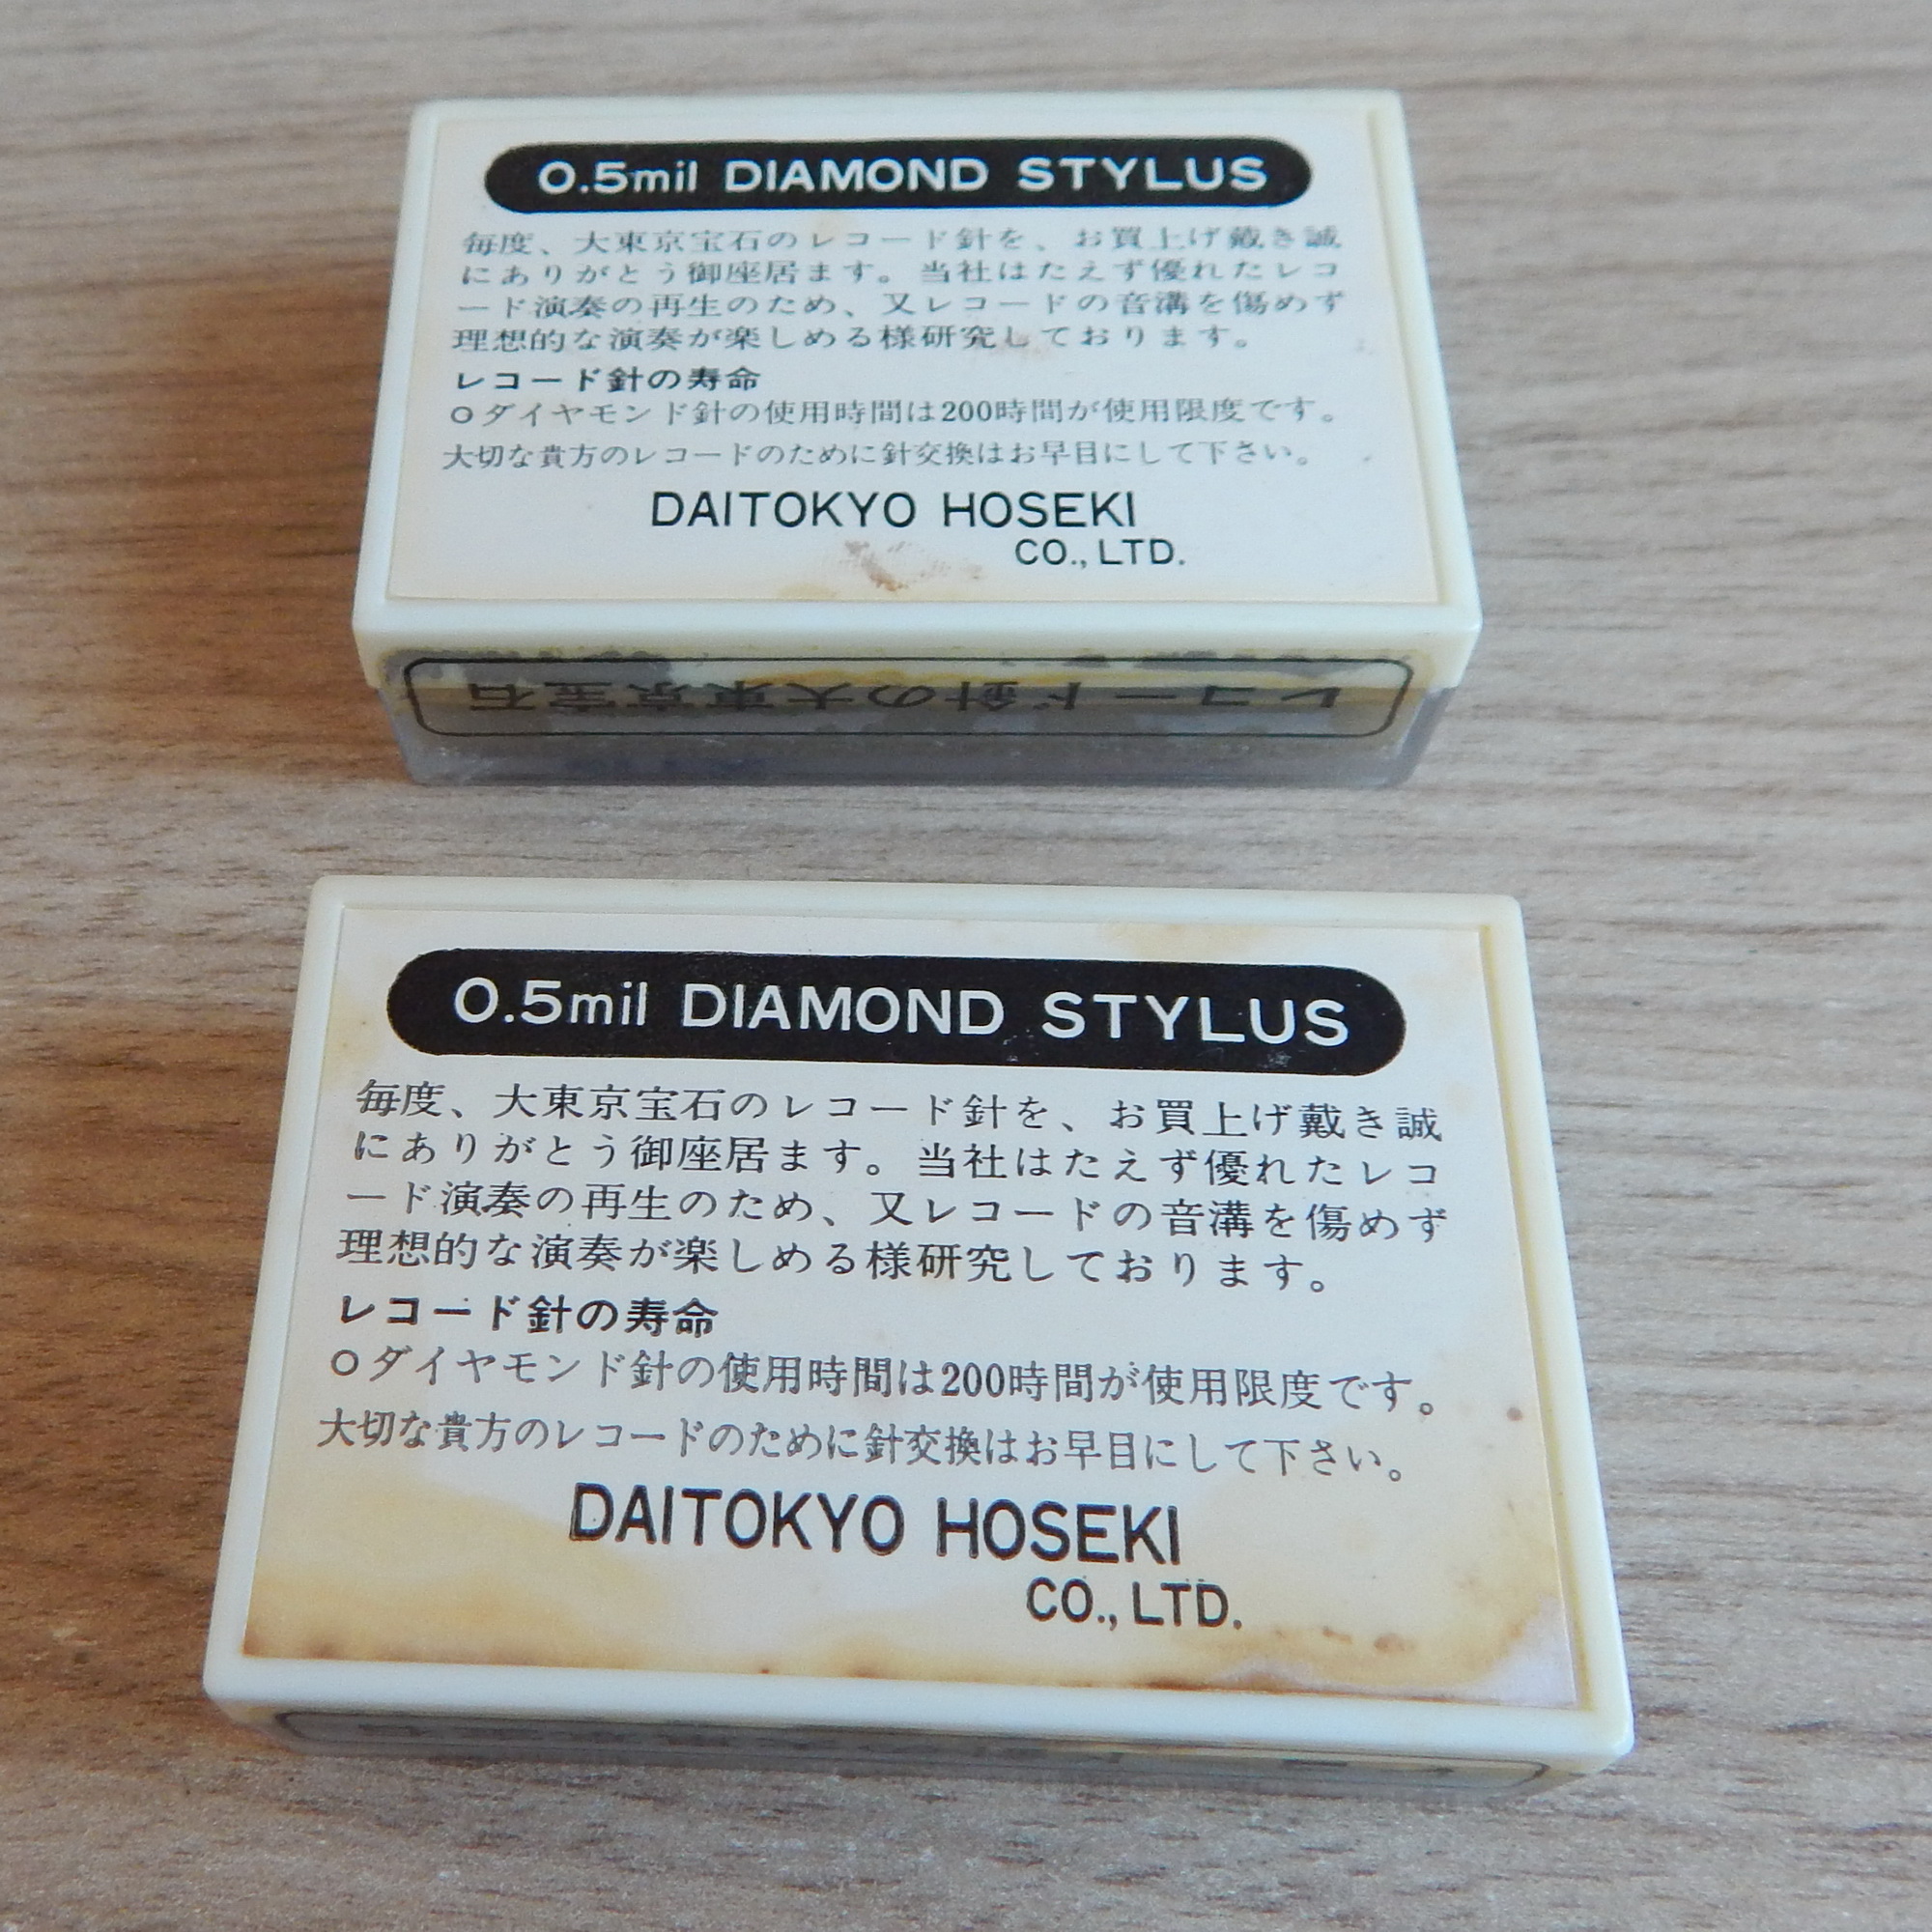 0.5mil DIAMOND STYLUS
毎度、大東京宝石のレコード針を、お買上げ戴き誠
にありがとう御座居ます。当社はたえず優れたレコ
ード演奏の再生のため、又レコードの音溝を傷めず
理想的な演奏が楽しめる様研究しております。
レコード針の寿命
○ダイヤモンド針の使用時間は200時間が使用限度です。
大切な貴方のレコードのために針交換はお早目にして下さい。
DAITOKYO HOSEKI
CO., LTD.
レコード針の大東京宝石
0.5mil DIAMOND STYLUS
毎度、大東京宝石のレコード針を、お買上げ戴き誠
にありがとう御座居ます。当社はたえず優れたレコ
ード演奏の再生のため、又レコードの音溝を傷めず
理想的な演奏が楽しめる様研究しております。
レコード針の寿命
○ダイヤモンド針の使用時間は200時間が使用限度です。
大切な貴方のレコードのために針交換はお早目にして下さい。
DAITOKYO HOSEKI
CO., LTD.